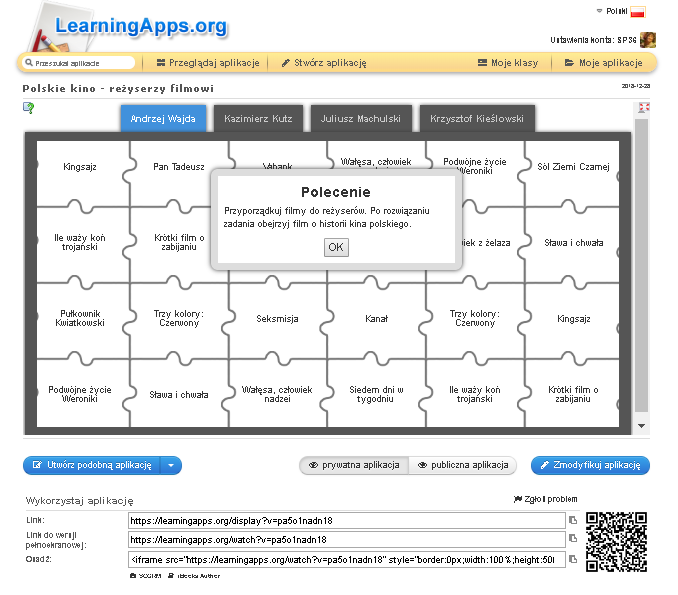 LearningApps.org
Polski
Ustawienia konta: SP36
Przeszukaj aplikacje
Przeglądaj aplikacje
Stwórz aplikację
Moje klasy
Moje aplikacje
Polskie kino - reżyserzy filmowi
2018-12-28
Andrzej Wajda
Kazimierz Kutz
Juliusz Machulski
Krzysztof Kieślowski
Kingsajz
Pan Tadeusz
Vabank
Wałęsa, człowiek
Podwójne życie
Weroniki
Sól Ziemi Czarnej
Polecenie
Przyporządkuj filmy do reżyserów. Po rozwiązaniu
zadania obejrzyj film o historii kina polskiego.
OK
Ile waży koń
trojański
Krótki film o
zabijaniu
z żelaza
Sława i chwała
Pułkownik
Kwiatkowski
Trzy kolory:
Czerwony
Seksmisja
Kanał
Trzy kolory:
Czerwony
Kingsajz
Podwójne życie
Weroniki
Sława i chwała
Wałęsa, człowiek
nadzei
Siedem dni w
tygodniu
Ile waży koń
trojański
Krótki film o
zabijaniu
Utwórz podobną aplikację
prywatna aplikacja
publiczna aplikacja
Zmodyfikuj aplikację
Wykorzystaj aplikację
Zgłoś problem
Link:
https://learningapps.org/display?v=pa5o1nadn18
Link do wersji
pełnoekranowej:
https://learningapps.org/watch?v=pa5o1nadn18
Osadź:
<iframe src="https://learningapps.org/watch?v=pa5o1nadn18" style="border:0px;width:100%;height:50
SCORM
iBooks Author